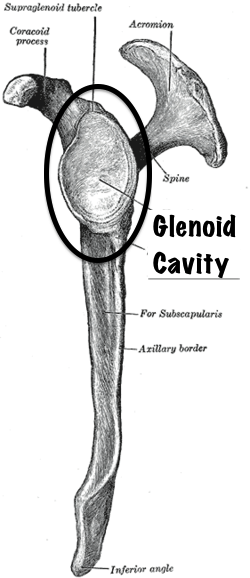 Supraglenoid tubercle
Coracoid
process
Acromion
Spine
Glenoid
Cavity
For Subscapularis
Axillary border
Inferior angle